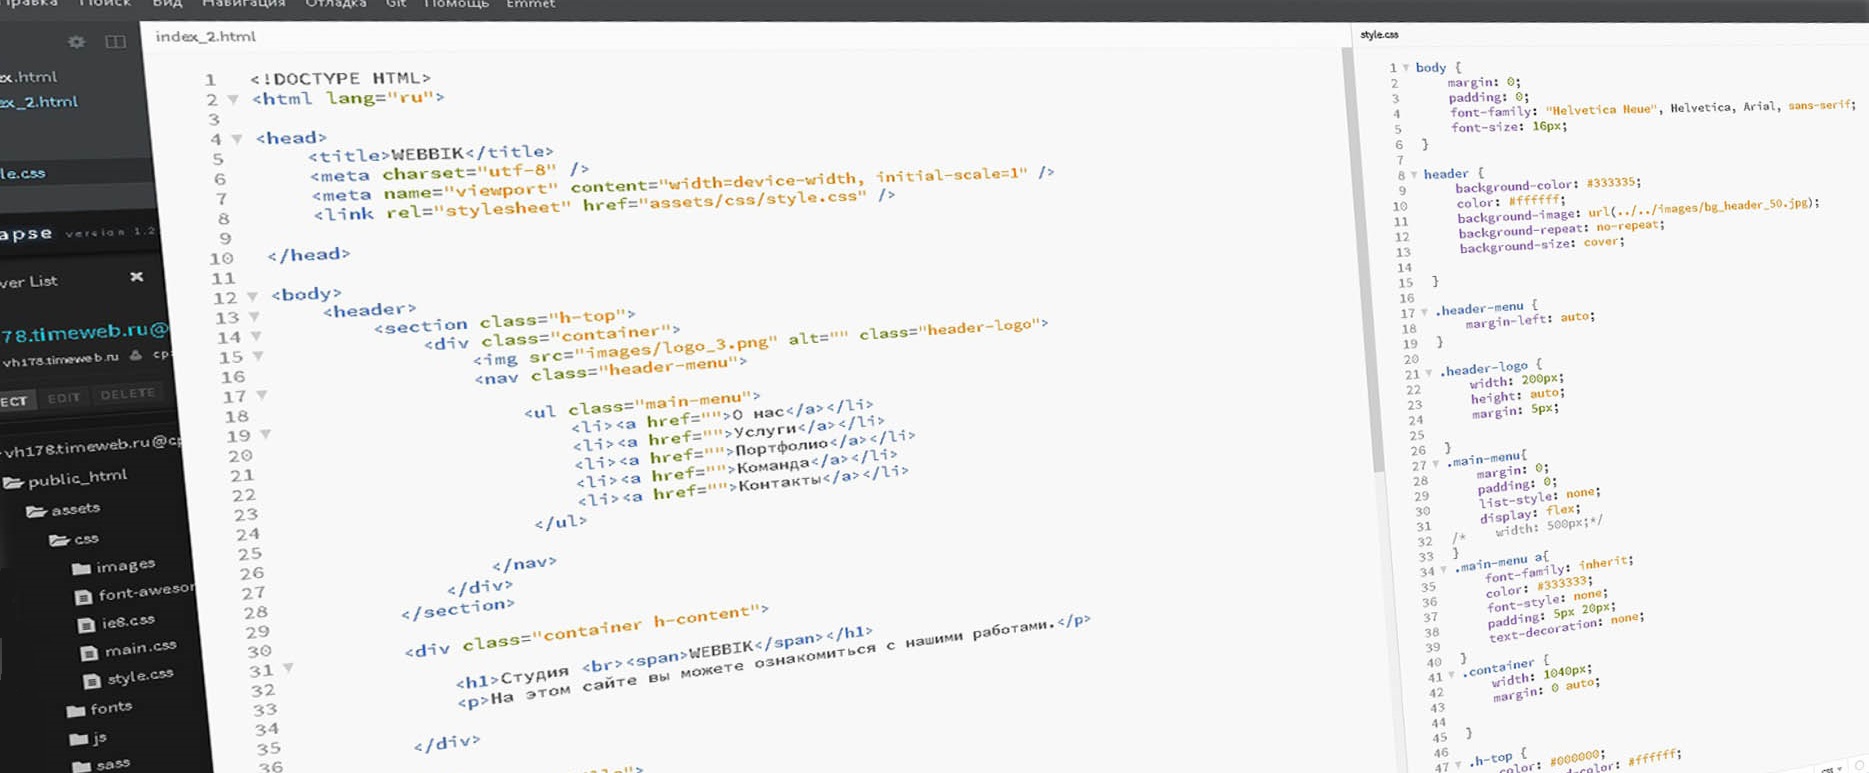 Поиск Вид Навигация Отладка Git Помощь Emmet
ex.html
ex_2.html
le.css
apse version 1.2
ver List
78.timeweb.ru@
vh178.timeweb.ru
ECT EDIT DELETE
vh178.timeweb.ru@cp
public_html
assets
css
images
font-awesor
ie8.css
main.css
style.css
fonts
js
sass
index_2.html
1 <!DOCTYPE HTML>
2 <html lang="ru">
3
4 <head>
5 <title>WEBBIK</title>
6 <meta charset="utf-8" />
7 <meta name="viewport" content="width=device-width, initial-scale=1" />
8 <link rel="stylesheet" href="assets/css/style.css" />
9
10 </head>
11
12 <body>
13 <header>
14 <section class="h-top">
15 <div class="container">
16 <img src="images/logo_3.png" alt="" class="header-logo">
17 <nav class="header-menu">
18
19 <ul class="main-menu">
20 <li><a href="">О нас</a></li>
21 <li><a href="">Услуги</a></li>
22 <li><a href="">Портфолио</a></li>
23 <li><a href="">Команда</a></li>
24 <li><a href="">Контакты</a></li>
25 </ul>
26
27 </nav>
28 </div>
29 </section>
30
31 <div class="container h-content">
32
33 <h1>Студия <br><span>WEBBIK</span></h1>
34 <p>На этом сайте вы можете ознакомиться с нашими работами.</p>
35
36 </div>
style.css
1 body {
2 margin: 0;
3 padding: 0;
4 font-family: "Helvetica Neue", Helvetica, Arial, sans-serif;
5 font-size: 16px;
6 }
7
8 header {
9 background-color: #333335;
10 color: #ffffff;
11 background-image: url(../../images/bg_header_50.jpg);
12 background-repeat: no-repeat;
13 background-size: cover;
14
15 }
16
17 .header-menu {
18 margin-left: auto;
19 }
20
21 .header-logo {
22 width: 200px;
23 height: auto;
24 margin: 5px;
25
26 }
27 .main-menu{
28 margin: 0;
29 padding: 0;
30 list-style: none;
31 display: flex;
32 /* width: 500px;*/
33 }
34 .main-menu a{
35 font-family: inherit;
36 color: #333333;
37 font-style: none;
38 padding: 5px 20px;
39 text-decoration: none;
40 }
41 .container {
42 width: 1040px;
43 margin: 0 auto;
44
45 }
46
47 .h-top {
color: #000000;
color: #ffffff;